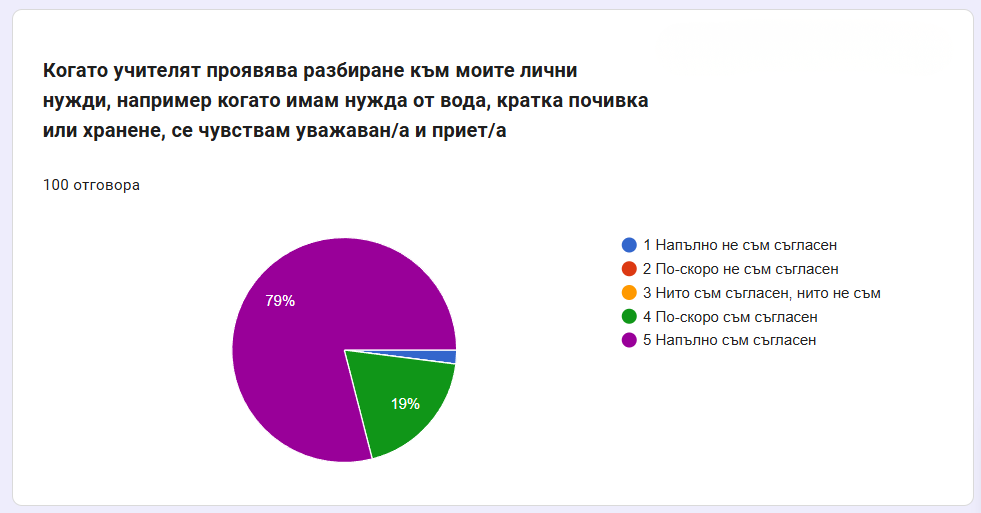 Когато учителят проявява разбиране към моите лични
нужди, например когато имам нужда от вода, кратка почивка
или хранене, се чувствам уважаван/а и приет/а
100 отговора
79%
19%
1 Напълно не съм съгласен
2 По-скоро не съм съгласен
3 Нито съм съгласен, нито не съм
4 По-скоро съм съгласен
5 Напълно съм съгласен